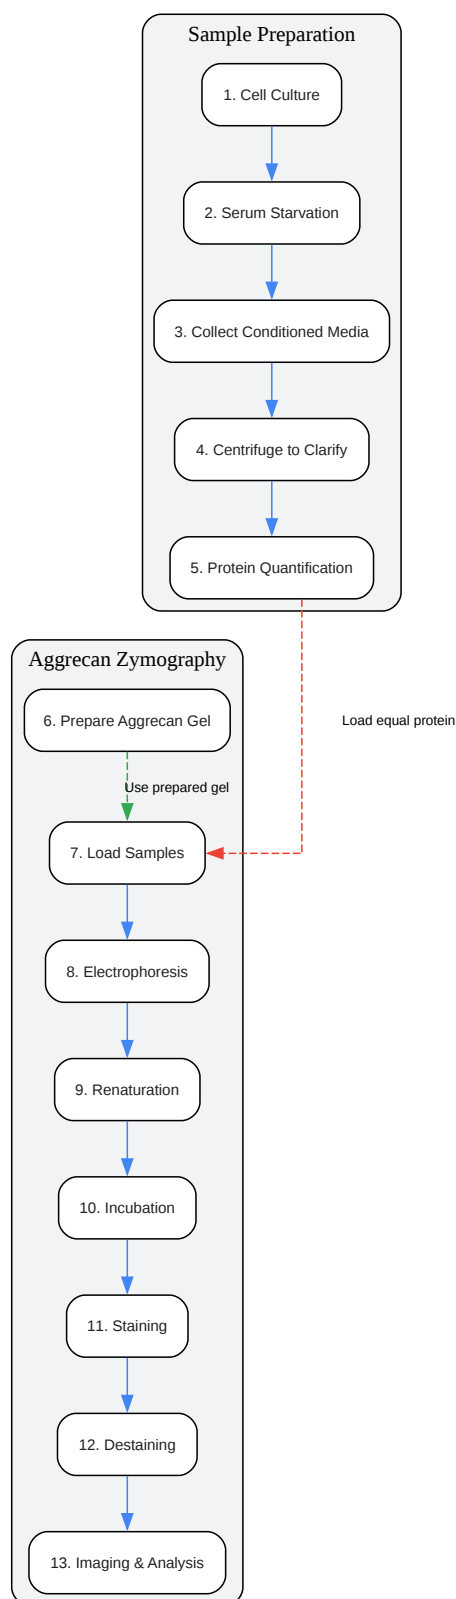 Sample Preparation
1. Cell Culture
2. Serum Starvation
3. Collect Conditioned Media
4. Centrifuge to Clarify
5. Protein Quantification
Aggrecan Zymography
6. Prepare Aggrecan Gel
Load equal protein
Use prepared gel
7. Load Samples
8. Electrophoresis
9. Renaturation
10. Incubation
11. Staining
12. Destaining
13. Imaging & Analysis